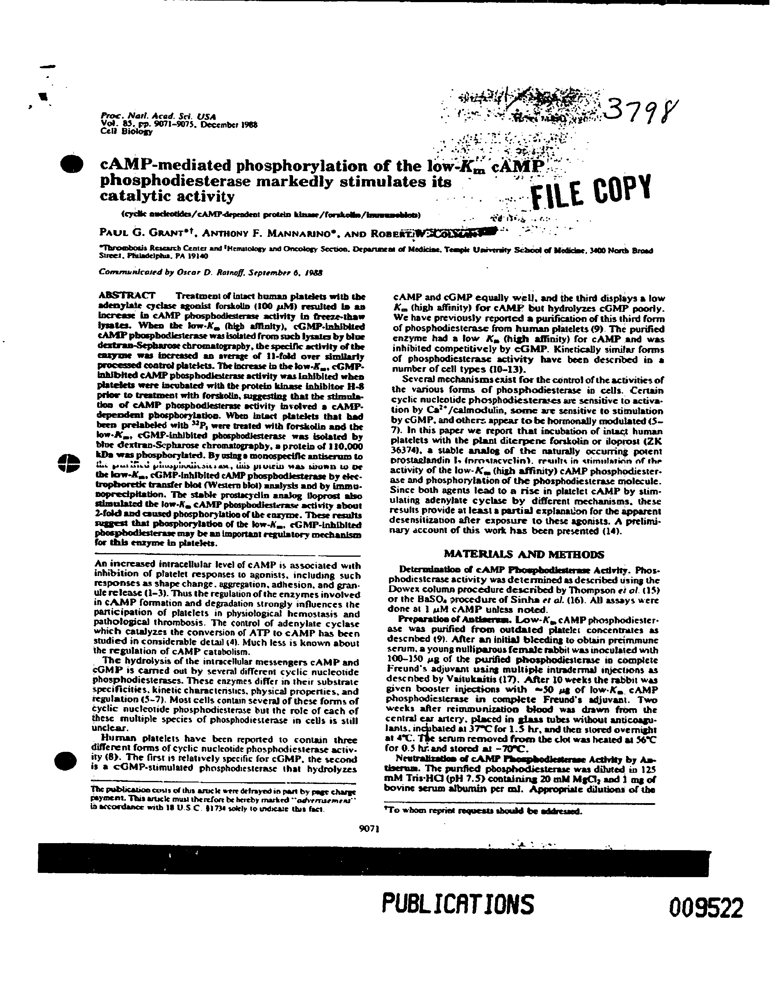 Proc. Natl. Acad. Sci. USA
Vol. 85, pp. 9071-9075, December 1988
Cell Biology
3798
cAMP-mediated phosphorylation of the low-Km cAMP
phosphodiesterase markedly stimulates its
catalytic activity
FILE COPY
(cyclic nucleotides/cAMP-dependent protein kinase/forskolin/immunoblots)
PAUL G. GRANT*†, ANTHONY F. MANNARINO*, AND ROBERT W. COLMAN
*Thrombosis Research Center and †Hematology and Oncology Section, Department of Medicine, Temple University School of Medicine, 3400 North Broad
Street, Philadelphia, PA 19140
Communicated by Oscar D. Ratnoff, September 6, 1988
ABSTRACT Treatment of intact human platelets with the
adenylate cyclase agonist forskolin (100 μM) resulted in an
increase in cAMP phosphodiesterase activity in freeze-thaw
lysates. When the low-Km (high affinity), cGMP-inhibited
cAMP phosphodiesterase was isolated from such lysates by blue
dextran-Sepharose chromatography, the specific activity of the
enzyme was increased an average of 11-fold over similarly
processed control platelets. The increase in the low-Km, cGMP-
inhibited cAMP phosphodiesterase activity was inhibited when
platelets were incubated with the protein kinase inhibitor H-8
prior to treatment with forskolin, suggesting that the stimula-
tion of cAMP phosphodiesterase activity involved a cAMP-
dependent phosphorylation. When intact platelets that had
been prelabeled with 32P, were treated with forskolin and the
low-Km, cGMP-inhibited phosphodiesterase was isolated by
blue dextran-Sepharose chromatography, a protein of 110,000
kDa was phosphorylated. By using a monospecific antiserum to
the purified phosphodiesterase, this protein was shown to be
the low-Km, cGMP-inhibited cAMP phosphodiesterase by elec-
trophoretic transfer blot (Western blot) analysis and by immu-
noprecipitation. The stable prostacyclin analog iloprost also
stimulated the low-Km cAMP phosphodiesterase activity about
2-fold and caused phosphorylation of the enzyme. These results
suggest that phosphorylation of the low-Km, cGMP-inhibited
phosphodiesterase may be an important regulatory mechanism
for this enzyme in platelets.
An increased intracellular level of cAMP is associated with
inhibition of platelet responses to agonists, including such
responses as shape change, aggregation, adhesion, and gran-
ule release (1-3). Thus the regulation of the enzymes involved
in cAMP formation and degradation strongly influences the
participation of platelets in physiological hemostasis and
pathological thrombosis. The control of adenylate cyclase
which catalyzes the conversion of ATP to cAMP has been
studied in considerable detail (4). Much less is known about
the regulation of cAMP catabolism.
The hydrolysis of the intracellular messengers cAMP and
cGMP is carried out by several different cyclic nucleotide
phosphodiesterases. These enzymes differ in their substrate
specificities, kinetic characteristics, physical properties, and
regulation (5-7). Most cells contain several of these forms of
cyclic nucleotide phosphodiesterase but the role of each of
these multiple species of phosphodiesterase in cells is still
unclear.
Human platelets have been reported to contain three
different forms of cyclic nucleotide phosphodiesterase activ-
ity (8). The first is relatively specific for cGMP, the second
is a cGMP-stimulated phosphodiesterase that hydrolyzes
The publication costs of this article were defrayed in part by page charge
payment. This article must therefore be hereby marked "advertisement"
in accordance with 18 U.S.C. §1734 solely to indicate this fact.
cAMP and cGMP equally well, and the third displays a low
Km (high affinity) for cAMP but hydrolyzes cGMP poorly.
We have previously reported a purification of this third form
of phosphodiesterase from human platelets (9). The purified
enzyme had a low Km (high affinity) for cAMP and was
inhibited competitively by cGMP. Kinetically similar forms
of phosphodiesterase activity have been described in a
number of cell types (10-13).
Several mechanisms exist for the control of the activities of
the various forms of phosphodiesterase in cells. Certain
cyclic nucleotide phosphodiesterases are sensitive to activa-
tion by Ca2+/calmodulin, some are sensitive to stimulation
by cGMP, and others appear to be hormonally modulated (5-
7). In this paper we report that incubation of intact human
platelets with the plant diterpene forskolin or iloprost (ZK
36374), a stable analog of the naturally occurring potent
prostaglandin I2 (prostacyclin), results in stimulation of the
activity of the low-Km (high affinity) cAMP phosphodiester-
ase and phosphorylation of the phosphodiesterase molecule.
Since both agents lead to a rise in platelet cAMP by stim-
ulating adenylate cyclase by different mechanisms, these
results provide at least a partial explanation for the apparent
desensitization after exposure to these agonists. A prelimi-
nary account of this work has been presented (14).
MATERIALS AND METHODS
Determination of cAMP Phosphodiesterase Activity. Phos-
phodiesterase activity was determined as described using the
Dowex column procedure described by Thompson et al. (15)
or the BaSO4 procedure of Sinha et al. (16). All assays were
done at 1 μM cAMP unless noted.
Preparation of Antiserum. Low-Km cAMP phosphodiester-
ase was purified from outdated platelet concentrates as
described (9). After an initial bleeding to obtain preimmune
serum, a young nulliparous female rabbit was inoculated with
100-150 μg of the purified phosphodiesterase in complete
Freund's adjuvant using multiple intradermal injections as
described by Vaitukaitis (17). After 10 weeks the rabbit was
given booster injections with ≈50 μg of low-Km cAMP
phosphodiesterase in complete Freund's adjuvant. Two
weeks after reimmunization blood was drawn from the
central ear artery, placed in glass tubes without anticoagu-
lants, incubated at 37°C for 1.5 hr, and then stored overnight
at 4°C. The serum removed from the clot was heated at 56°C
for 0.5 hr and stored at −70°C.
Neutralization of cAMP Phosphodiesterase Activity by An-
tiserum. The purified phosphodiesterase was diluted in 125
mM Tris·HCl (pH 7.5) containing 20 mM MgCl2 and 1 mg of
bovine serum albumin per ml. Appropriate dilutions of the
*To whom reprint requests should be addressed.
9071
PUBLICATIONS
009522